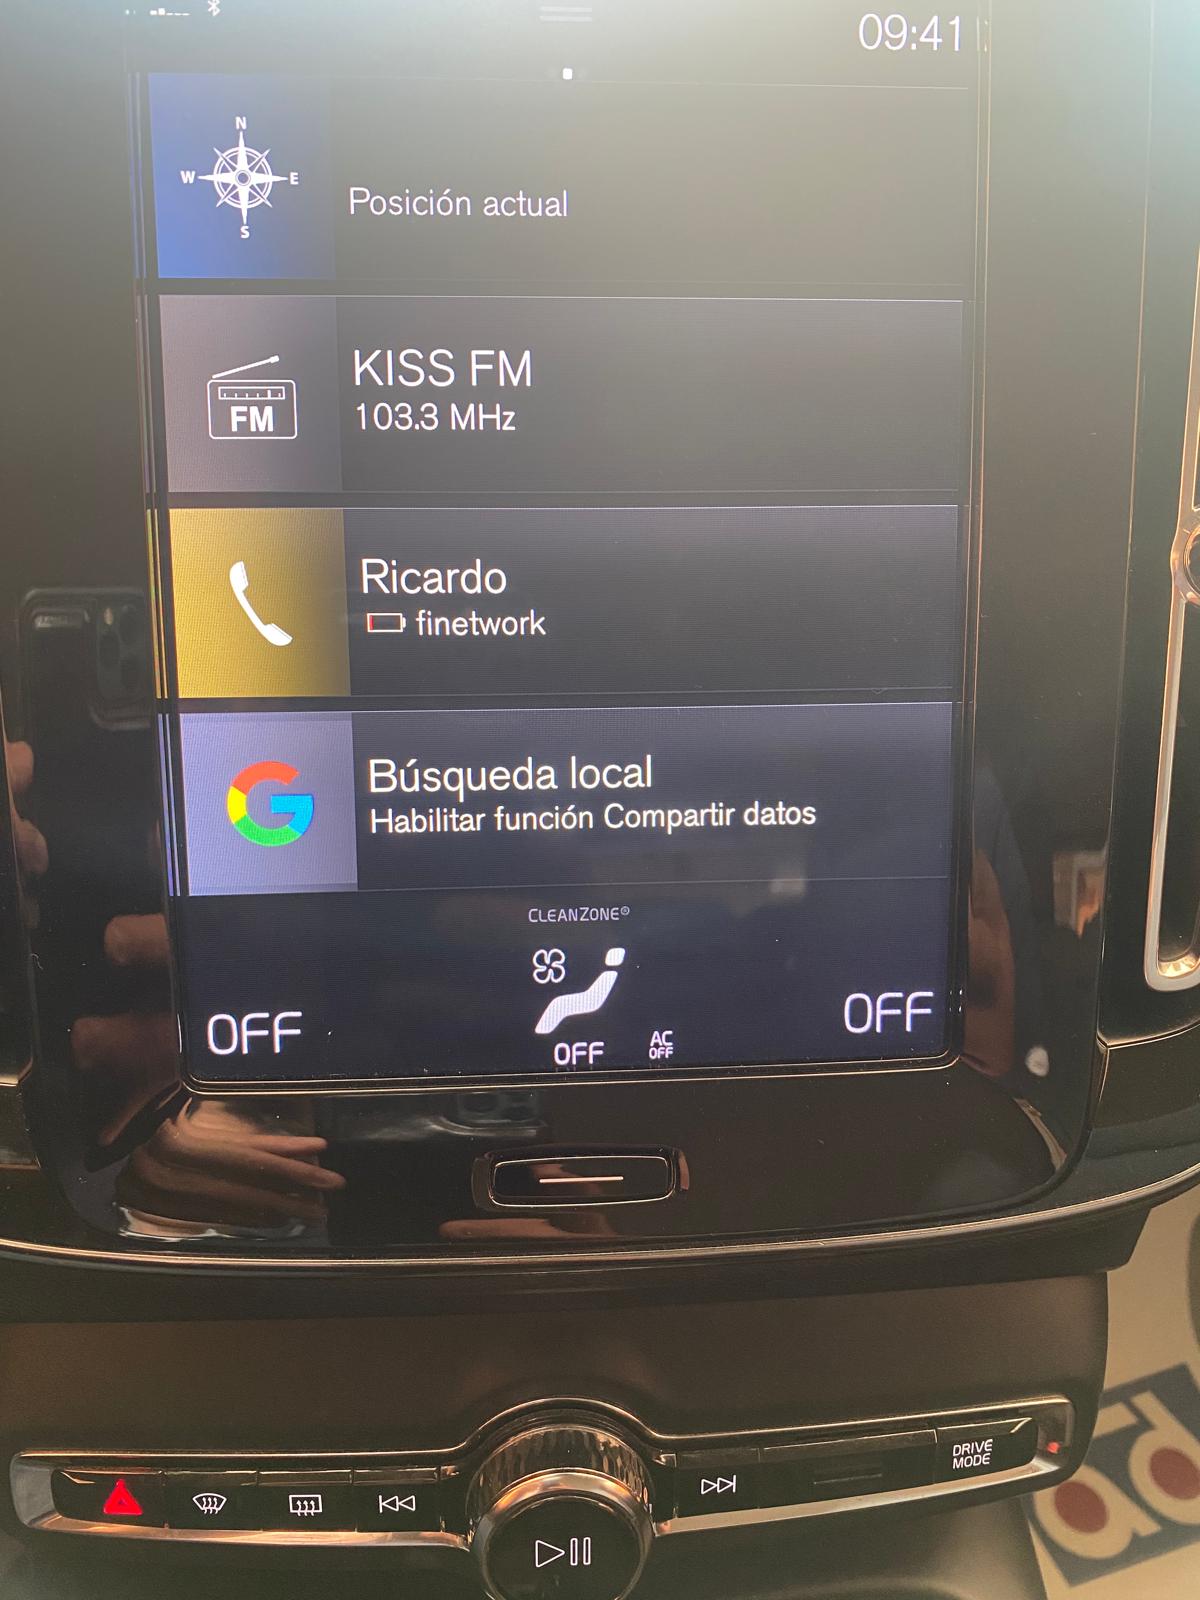 09:41
N
W E
S
Posición actual
KISS FM
103.3 MHz
FM
Ricardo
finetwork
Búsqueda local
Habilitar función Compartir datos
CLEANZONE®
OFF
OFF
OFF
AC
OFF
DRIVE
MODE